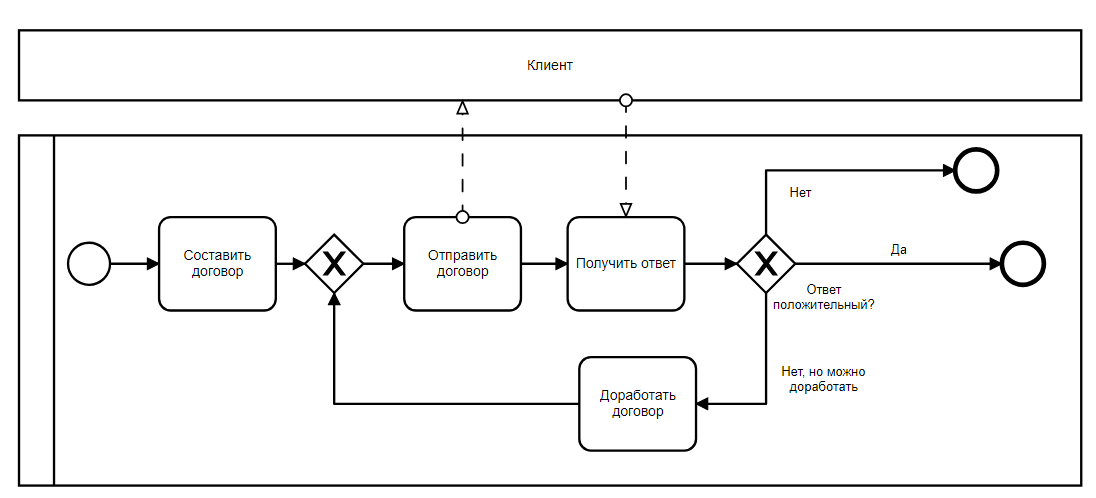 Клиент
Нет
Составить
договор
Отправить
договор
Получить ответ
Да
Ответ
положительный?
Нет, но можно
доработать
Доработать
договор